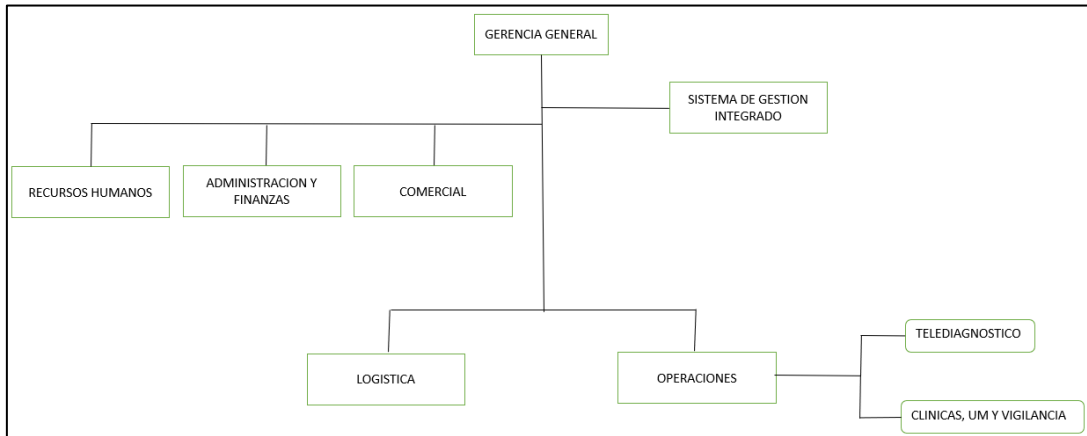 GERENCIA GENERAL
SISTEMA DE GESTION
INTEGRADO
RECURSOS HUMANOS
ADMINISTRACION Y
FINANZAS
COMERCIAL
LOGISTICA
OPERACIONES
TELEDIAGNOSTICO
CLINICAS, UM Y VIGILANCIA